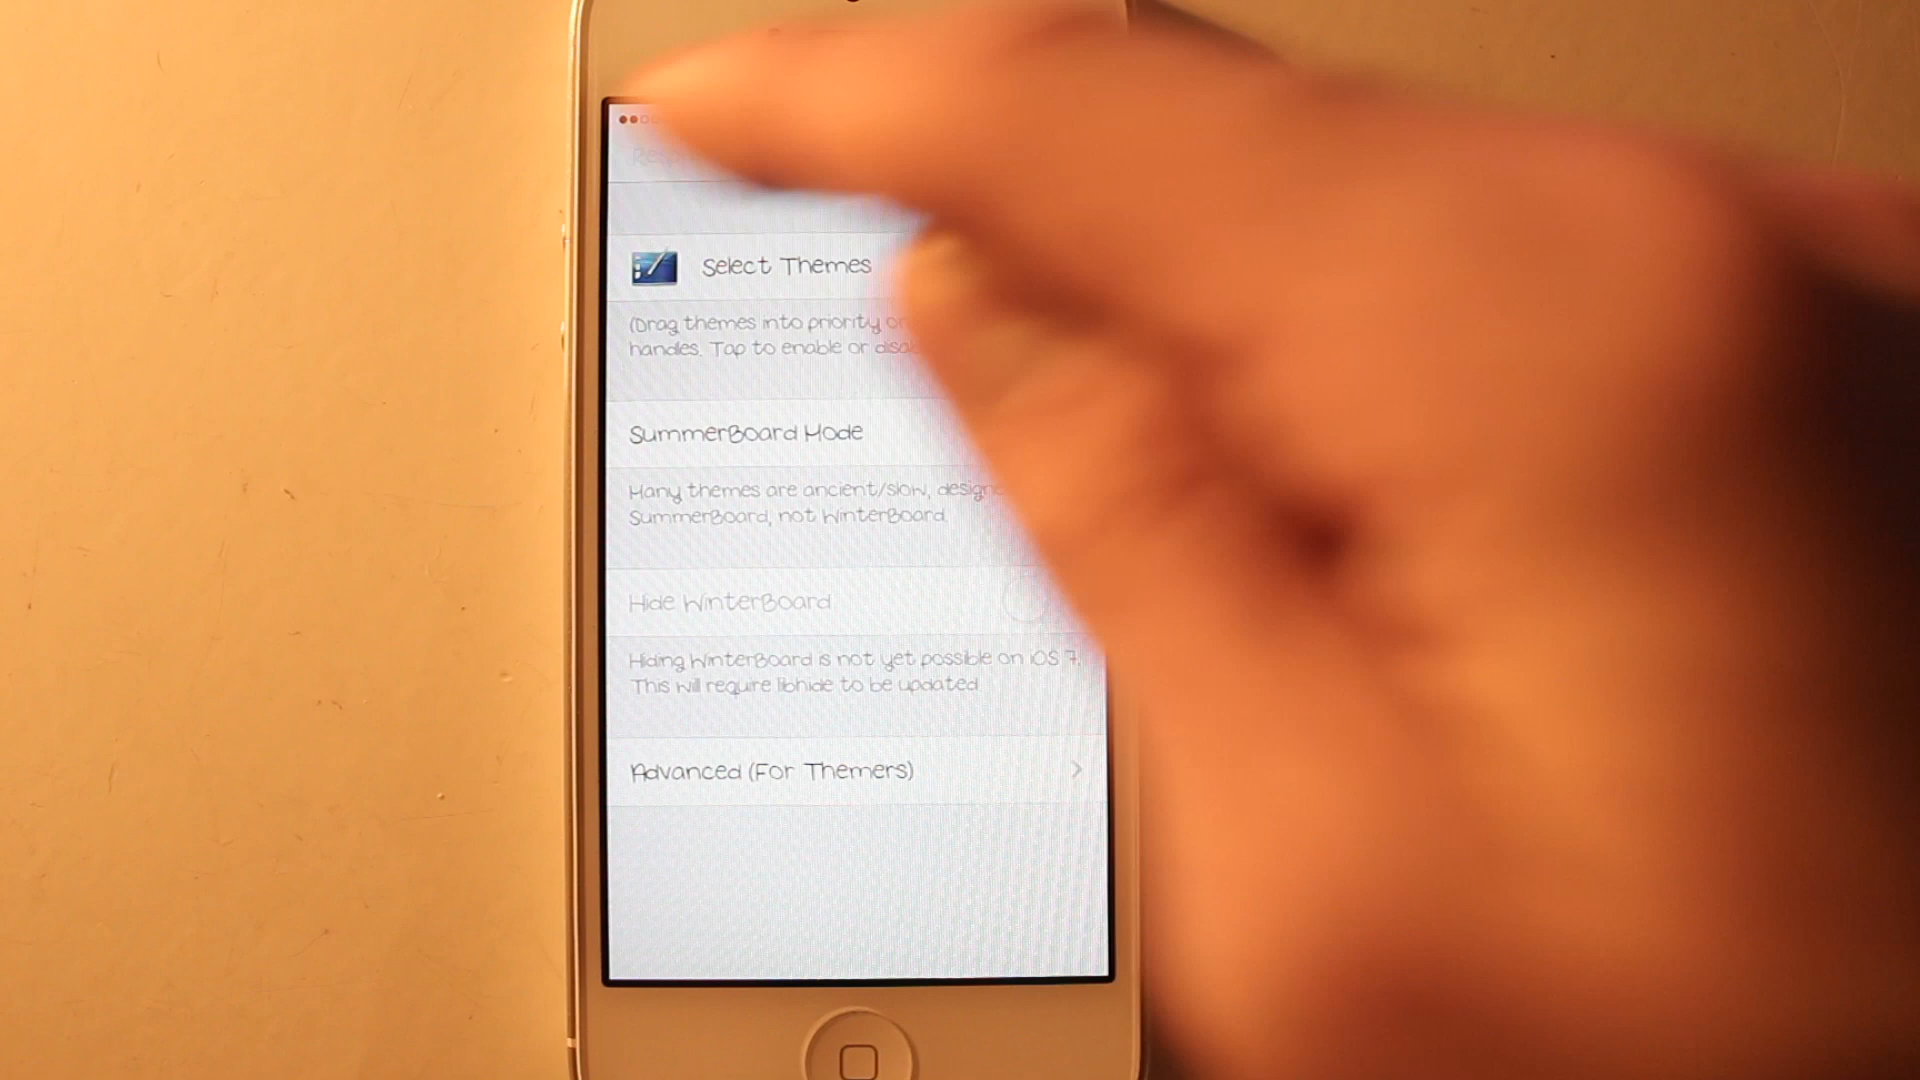 Select Themes
(Drag themes into priority
handles. Tap to enable or
SummerBoard Mode
Many themes are ancient/slow,
SummerBoard, not WinterBoard.
Hide WinterBoard
Hiding WinterBoard is not yet possible on iOS 7.
This will require libhide to be updated
Advanced (For Themers)